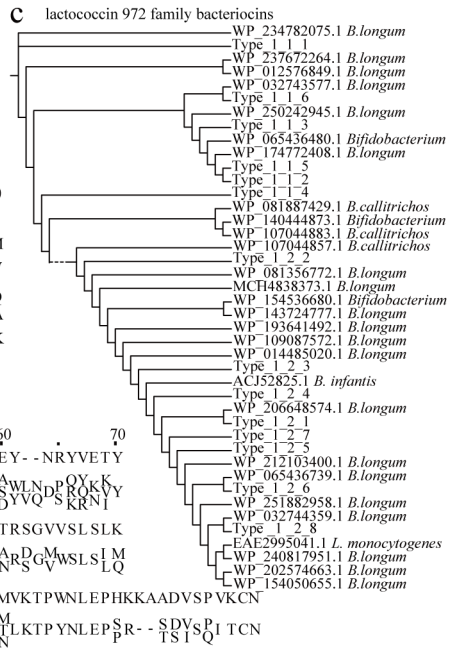 c lactococcin 972 family bacteriocins
WP_234782075.1 B.longum
Type_1_1_1
WP_237672264.1 B.longum
WP_012576849.1 B.longum
WP_032743577.1 B.longum
Type_1_1_6
WP_250242945.1 B.longum
Type_1_1_3
WP_065436480.1 Bifidobacterium
WP_174772408.1 B.longum
Type_1_1_5
Type_1_1_2
Type_1_1_4
WP_081887429.1 B.callitrichos
WP_140444873.1 Bifidobacterium
WP_107044883.1 B.callitrichos
WP_107044857.1 B.callitrichos
Type_1_2_2
WP_081356772.1 B.longum
MCH4838373.1 B.longum
WP_154536680.1 Bifidobacterium
WP_143724777.1 B.longum
WP_193641492.1 B.longum
WP_109087572.1 B.longum
WP_014485020.1 B.longum
Type_1_2_3
ACJ52825.1 B. infantis
Type_1_2_4
WP_206648574.1 B.longum
Type_1_2_1
Type_1_2_7
Type_1_2_5
WP_212103400.1 B.longum
WP_065436739.1 B.longum
Type_1_2_6
WP_251882958.1 B.longum
WP_032744359.1 B.longum
Type_1_2_8
EAE2995041.1 L. monocytogenes
WP_240817951.1 B.longum
WP_202574663.1 B.longum
WP_154050655.1 B.longum
60 70
EY--NRYVETY
TRSGVVSLSLK
MVKTPWNLEPHKKAADVSPVKCN